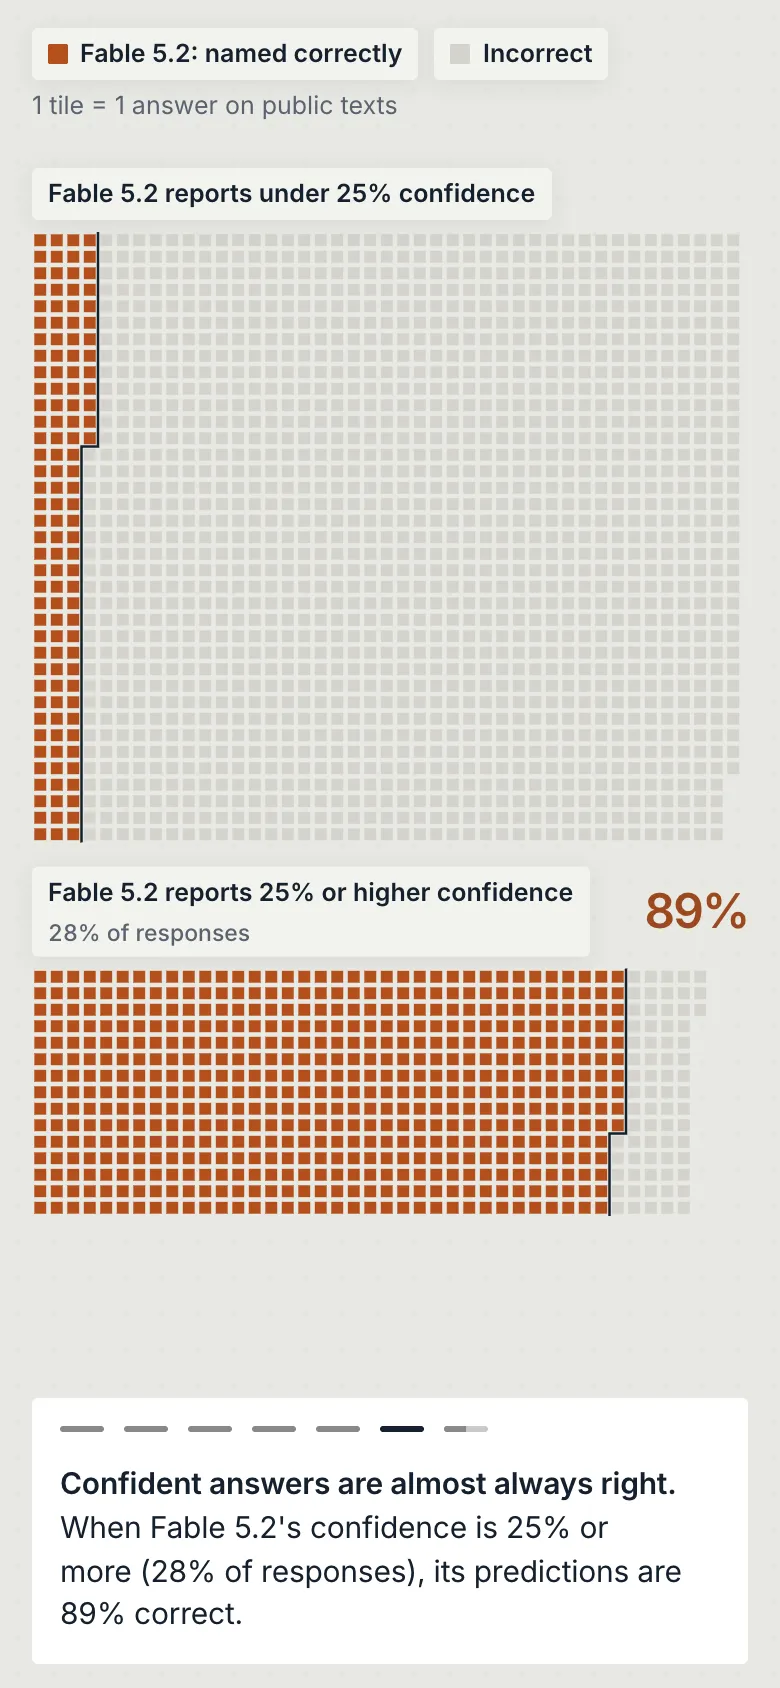 Fable 5.2: named correctly
Incorrect
1 tile = 1 answer on public texts
Fable 5.2 reports under 25% confidence
Fable 5.2 reports 25% or higher confidence
28% of responses
89%
Confident answers are almost always right.
When Fable 5.2's confidence is 25% or
more (28% of responses), its predictions are
89% correct.